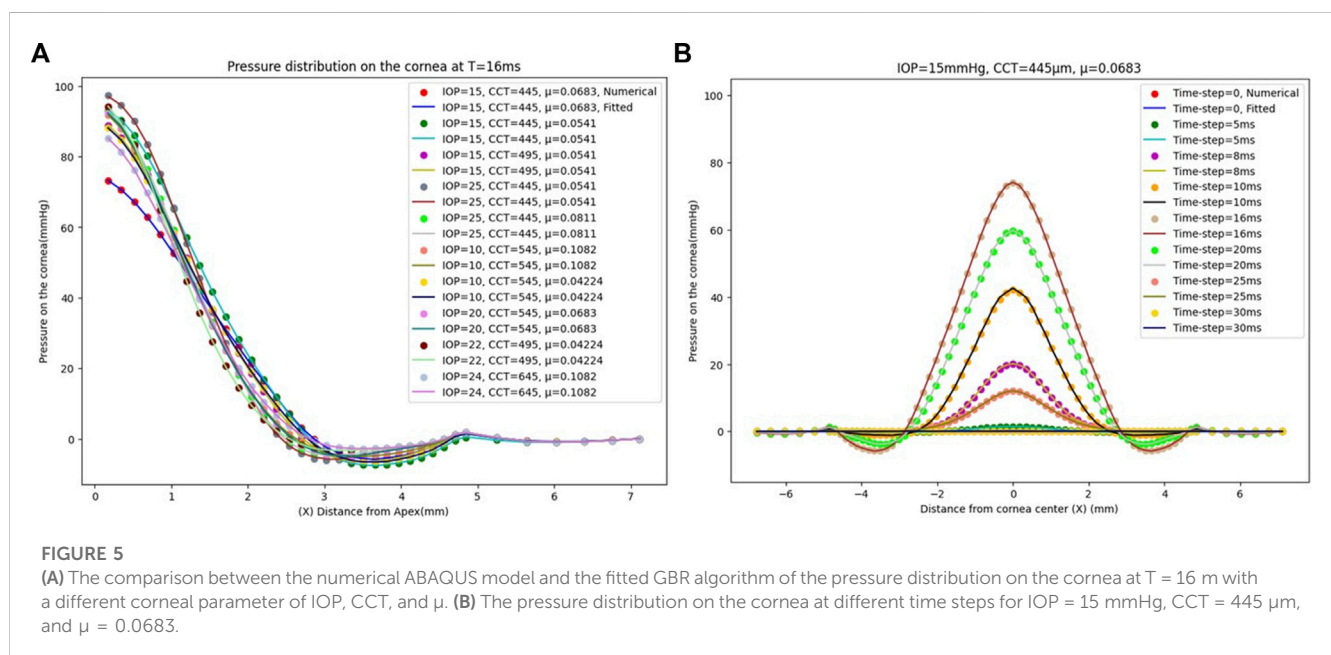 A
Pressure distribution on the cornea at T=16ms
Pressure on the cornea(mmHg)
100
80
60
40
20
0
0
1
2
3
4
5
6
7
(X) Distance from Apex(mm)
IOP=15, CCT=445, μ=0.0683, Numerical
IOP=15, CCT=445, μ=0.0683, Fitted
IOP=15, CCT=445, μ=0.0541
IOP=15, CCT=445, μ=0.0541
IOP=15, CCT=495, μ=0.0541
IOP=15, CCT=495, μ=0.0541
IOP=25, CCT=445, μ=0.0541
IOP=25, CCT=445, μ=0.0541
IOP=25, CCT=445, μ=0.0811
IOP=25, CCT=445, μ=0.0811
IOP=10, CCT=545, μ=0.1082
IOP=10, CCT=545, μ=0.1082
IOP=10, CCT=545, μ=0.04224
IOP=10, CCT=545, μ=0.04224
IOP=20, CCT=545, μ=0.0683
IOP=20, CCT=545, μ=0.0683
IOP=22, CCT=495, μ=0.04224
IOP=22, CCT=495, μ=0.04224
IOP=24, CCT=645, μ=0.1082
IOP=24, CCT=645, μ=0.1082
B
IOP=15mmHg, CCT=445μm, μ=0.0683
Pressure on the cornea(mmHg)
100
80
60
40
20
0
−6
−4
−2
0
2
4
6
Distance from cornea center (X) (mm)
Time-step=0, Numerical
Time-step=0, Fitted
Time-step=5ms
Time-step=5ms
Time-step=8ms
Time-step=8ms
Time-step=10ms
Time-step=10ms
Time-step=16ms
Time-step=16ms
Time-step=20ms
Time-step=20ms
Time-step=25ms
Time-step=25ms
Time-step=30ms
Time-step=30ms
FIGURE 5
(A) The comparison between the numerical ABAQUS model and the fitted GBR algorithm of the pressure distribution on the cornea at T = 16 m with
a different corneal parameter of IOP, CCT, and μ. (B) The pressure distribution on the cornea at different time steps for IOP = 15 mmHg, CCT = 445 μm,
and μ = 0.0683.